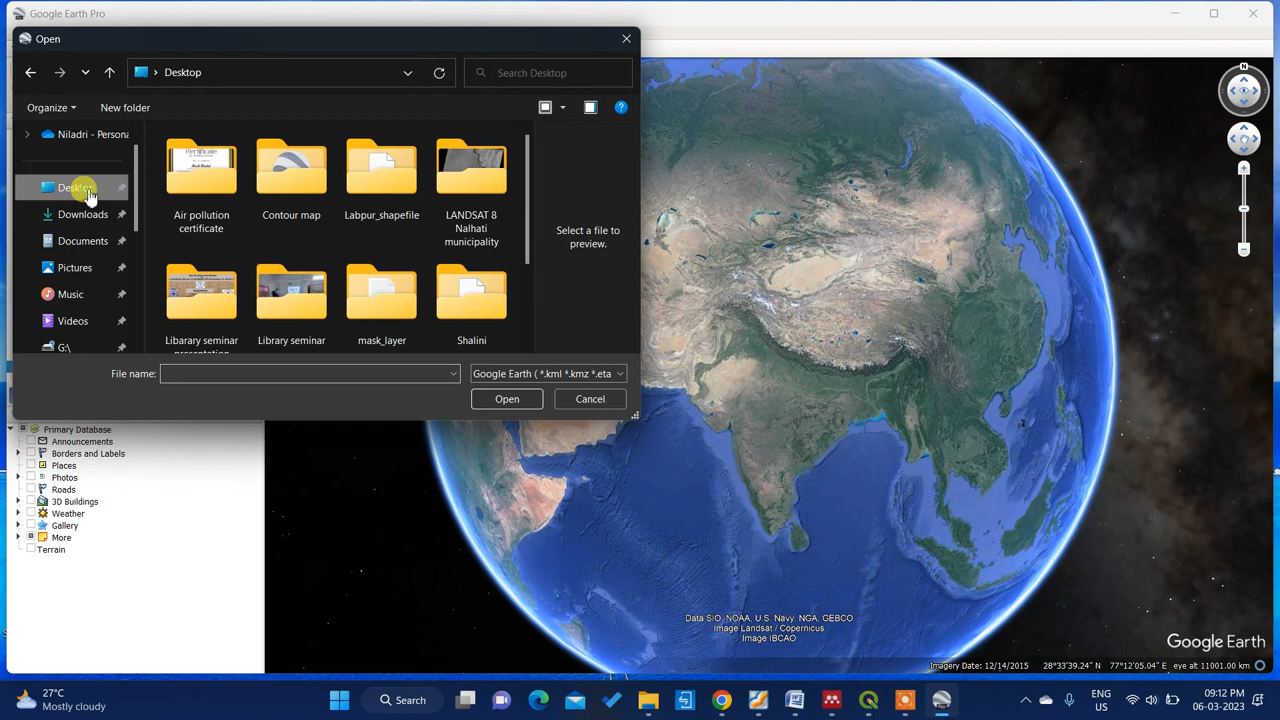 Google Earth Pro
Open
Desktop
Search Desktop
Organize
New folder
Niladri - Persona
Desktop
Downloads
Documents
Pictures
Music
Videos
G:\
Air pollution
certificate
Contour map
Labpur_shapefile
LANDSAT 8
Nalhati
municipality
Libarary seminar
presentation
Library seminar
mask_layer
Shalini
Select a file to
preview.
File name:
Google Earth ( *.kml *.kmz *.eta
Open
Cancel
Primary Database
Announcements
Borders and Labels
Places
Photos
Roads
3D Buildings
Weather
Gallery
More
Terrain
N
Data SIO, NOAA, U.S. Navy, NGA, GEBCO
Image Landsat / Copernicus
Image IBCAO
Google Earth
Imagery Date: 12/14/2015 28°33'39.24" N 77°12'05.04" E eye alt 11001.00 km
27°C
Mostly cloudy
Search
ENG
US
09:12 PM
06-03-2023